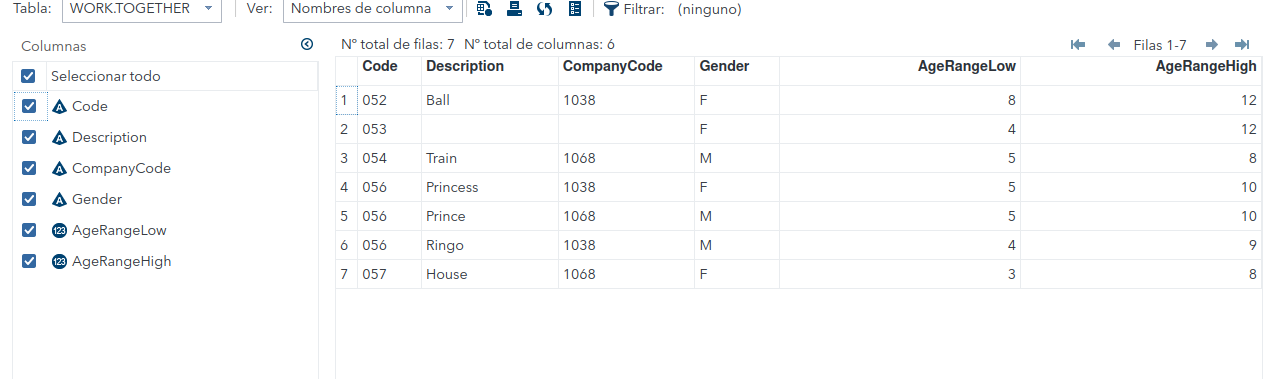 Tabla: WORK.TOGETHER Ver: Nombres de columna Filtrar: (ninguno)
Columnas
Seleccionar todo
Code
Description
CompanyCode
Gender
AgeRangeLow
AgeRangeHigh
Nº total de filas: 7 Nº total de columnas: 6 Filas 1-7
Code Description CompanyCode Gender AgeRangeLow AgeRangeHigh
1 052 Ball 1038 F 8 12
2 053 F 4 12
3 054 Train 1068 M 5 8
4 056 Princess 1038 F 5 10
5 056 Prince 1068 M 5 10
6 056 Ringo 1038 M 4 9
7 057 House 1068 F 3 8